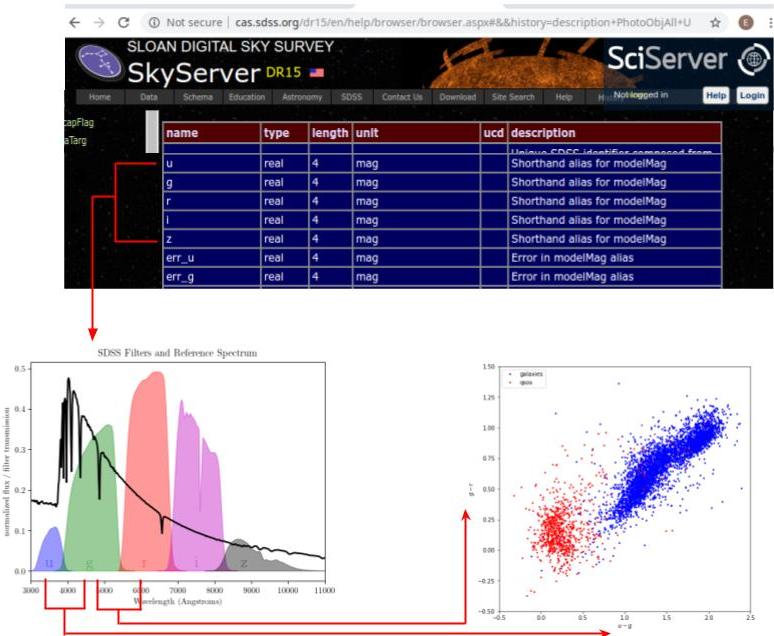 Not secure | cas.sdss.org/dr15/en/help/browser/browser.aspx#&&history=description+PhotoObjAll+U
E
SLOAN DIGITAL SKY SURVEY
SkyServer DR15
SciServer
Not logged in Help Login
Home Data Schema Education Astronomy SDSS Contact Us Download Site Search Help
capFlag
aTarg
name type length unit ucd description
Unique SDSS identifier composed from
u real 4 mag Shorthand alias for modelMag
g real 4 mag Shorthand alias for modelMag
r real 4 mag Shorthand alias for modelMag
i real 4 mag Shorthand alias for modelMag
z real 4 mag Shorthand alias for modelMag
err_u real 4 mag Error in modelMag alias
err_g real 4 mag Error in modelMag alias
SDSS Filters and Reference Spectrum
normalized flux / filter transmission
0.5
0.4
0.3
0.2
0.1
0.0
u g r i z
3000 4000 5000 6000 7000 8000 9000 10000 11000
Wavelength (Angstroms)
galaxies
qsos
g - r
1.50
1.25
1.00
0.75
0.50
0.25
0.00
−0.25
−0.50
−0.5 0.0 0.5 1.0 1.5 2.0 2.5
u - g